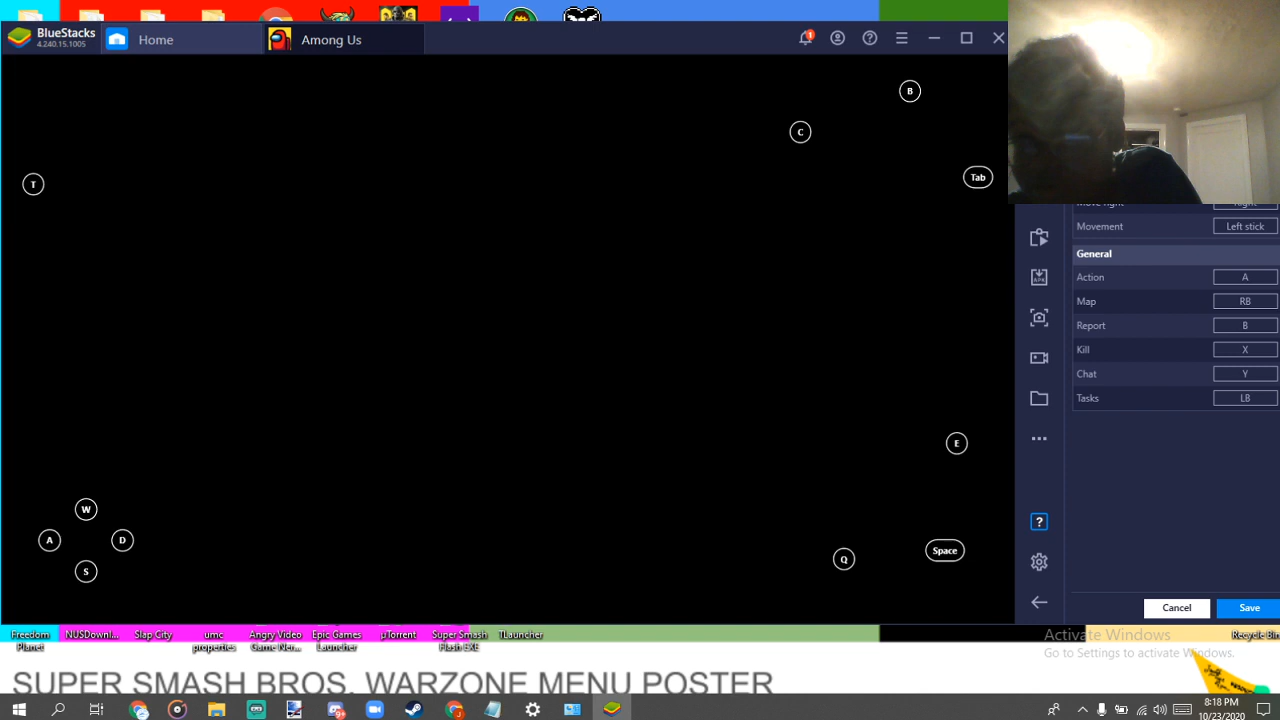 BlueStacks
4.240.15.1005
Home
Among Us
1
B
C
T
Tab
Movement
Left stick
General
Action
A
Map
RB
Report
B
Kill
X
Chat
Y
Tasks
LB
E
W
A
D
S
Q
Space
?
Cancel
Save
Freedom
Planet
NUSDownl...
Slap City
umc
properties
Angry Video
Game Ner...
Epic Games
Launcher
µTorrent
Super Smash
Flash EXE
TLauncher
Activate Windows
Go to Settings to activate Windows.
Recycle Bin
SUPER SMASH BROS. WARZONE MENU POSTER
8:18 PM
10/23/2020